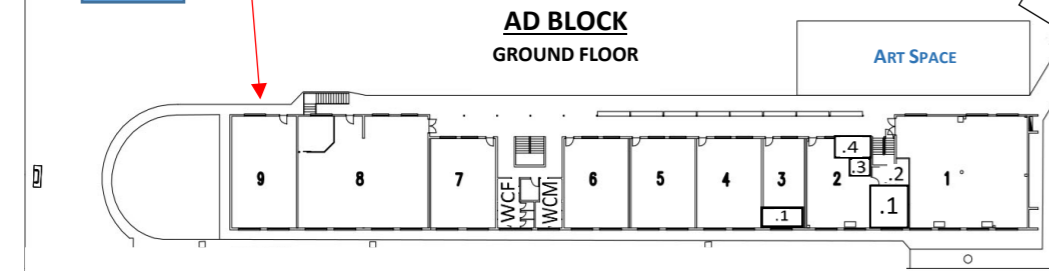 AD BLOCK
GROUND FLOOR
ART SPACE
9
8
7
WCF
WCM
6
5
4
3
.1
2
.4
.3
.2
.1
1